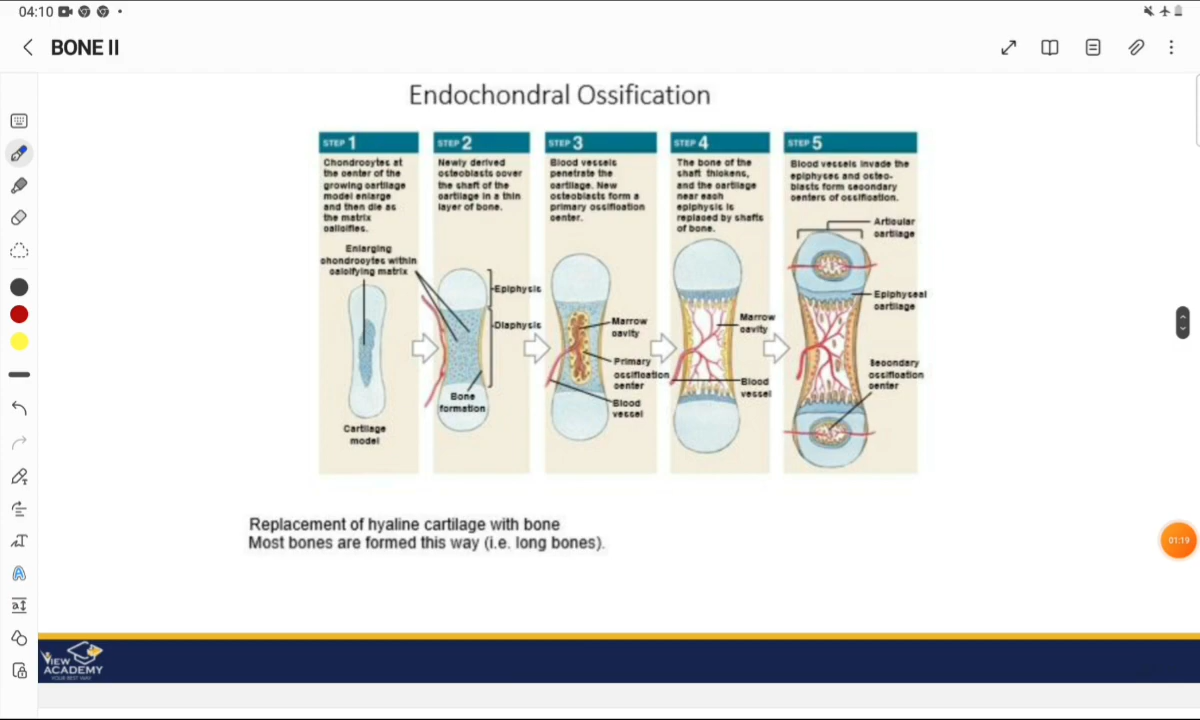 04:10
BONE II
Endochondral Ossification
STEP 1
Chondrocytes at
the center of the
growing cartilage
model enlarge
and then die as
the matrix
calcifies.
Enlarging
chondrocytes within
calcifying matrix
Cartilage
model
STEP 2
Newly derived
osteoblasts cover
the shaft of the
cartilage in a thin
layer of bone.
Epiphysis
Diaphysis
Bone
formation
STEP 3
Blood vessels
penetrate the
cartilage. New
osteoblasts form a
primary ossification
center.
Marrow
cavity
Primary
ossification
center
Blood
vessel
STEP 4
The bone of the
shaft thickens,
and the cartilage
near each
epiphysis is
replaced by shafts
of bone.
Marrow
cavity
Blood
vessel
STEP 5
Blood vessels invade the
epiphyses and osteo-
blasts form secondary
centers of ossification.
Articular
cartilage
Epiphyseal
cartilage
Secondary
ossification
center
Replacement of hyaline cartilage with bone
Most bones are formed this way (i.e. long bones).
01:19
VIEW
ACADEMY
YOUR BEST WAY